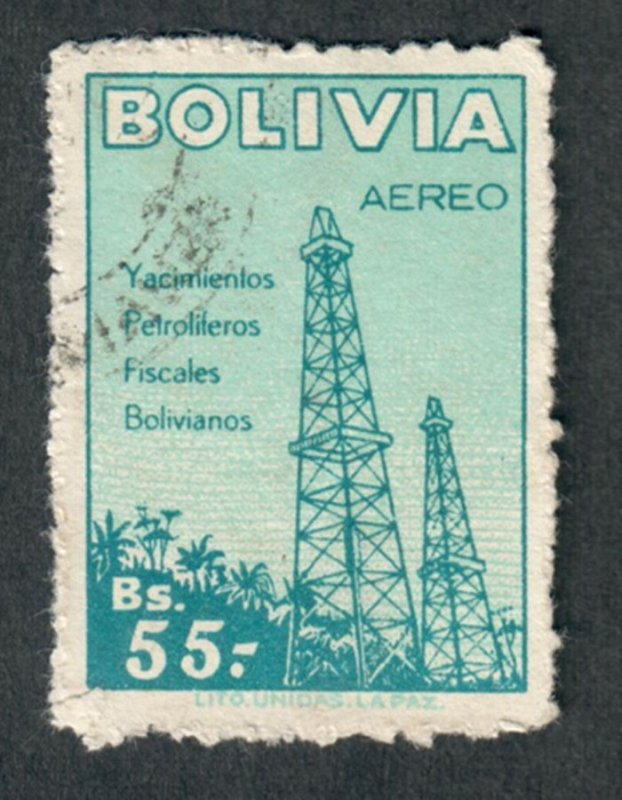 BOLIVIA
AEREO
Yacimientos
Petroliferos
Fiscales
Bolivianos
Bs.
55.-
LITO. UNIDAS. LA PAZ.